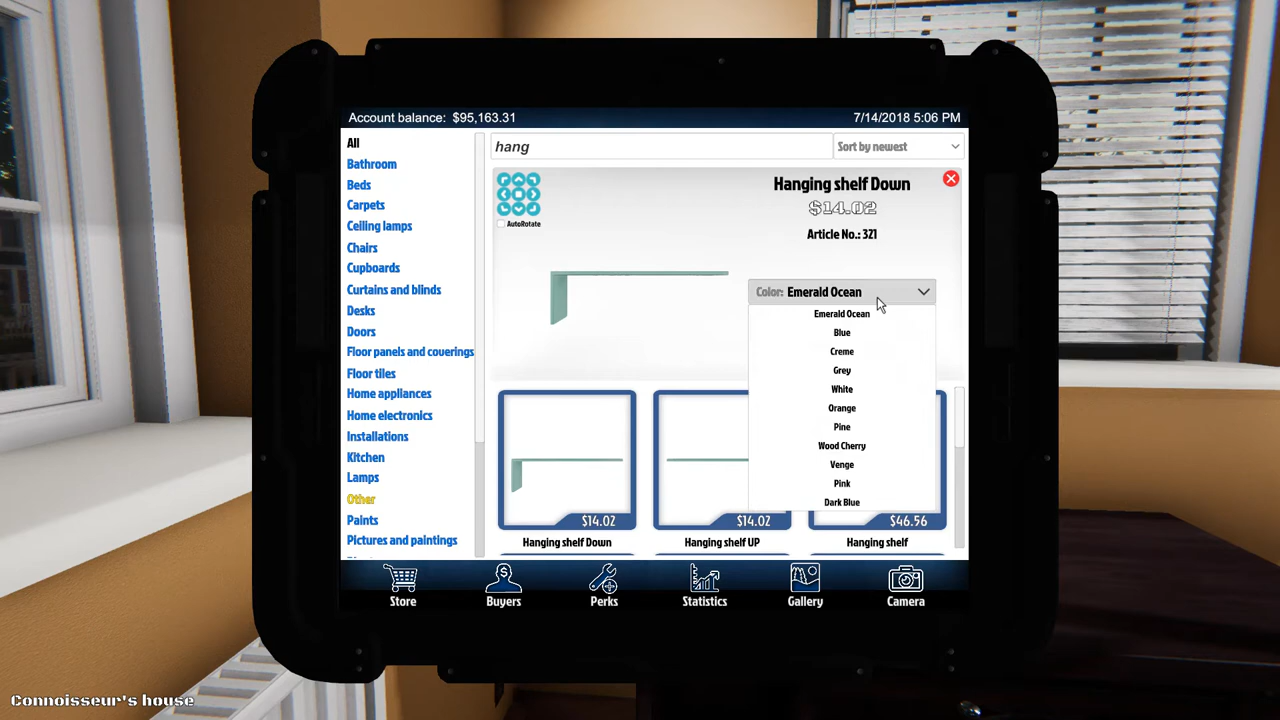 Account balance: $95,163.31
7/14/2018 5:06 PM
All
Bathroom
Beds
Carpets
Ceiling lamps
Chairs
Cupboards
Curtains and blinds
Desks
Doors
Floor panels and coverings
Floor tiles
Home appliances
Home electronics
Installations
Kitchen
Lamps
Other
Paints
Pictures and paintings
hang
Sort by newest
AutoRotate
Hanging shelf Down
$14.02
Article No.: 321
Color: Emerald Ocean
Emerald Ocean
Blue
Creme
Grey
White
Orange
Pine
Wood Cherry
Venge
Pink
Dark Blue
$14.02
Hanging shelf Down
$14.02
Hanging shelf UP
$46.56
Hanging shelf
Store
Buyers
Perks
Statistics
Gallery
Camera
Connoisseur's house